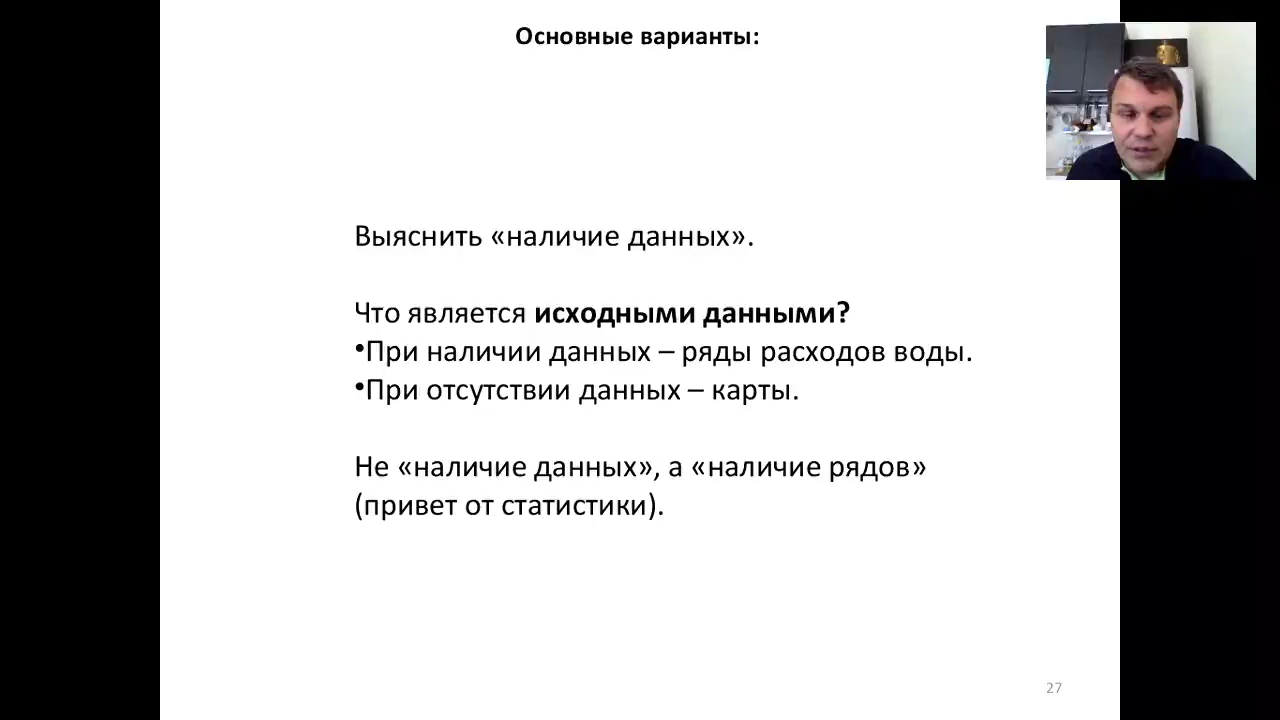 Основные варианты:
Выяснить «наличие данных».
Что является исходными данными?
•При наличии данных – ряды расходов воды.
•При отсутствии данных – карты.
Не «наличие данных», а «наличие рядов»
(привет от статистики).
27